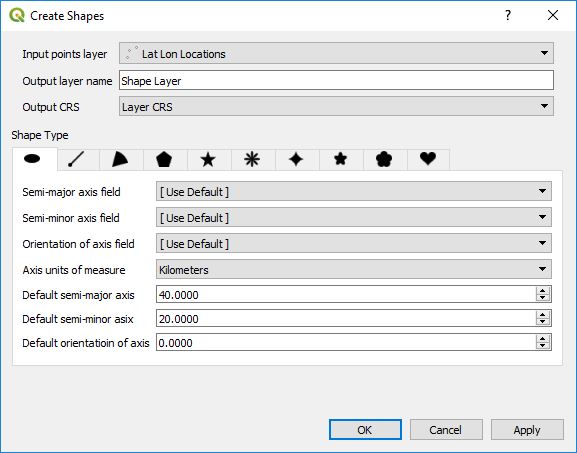 Create Shapes
Input points layer Lat Lon Locations
Output layer name Shape Layer
Output CRS Layer CRS
Shape Type
Semi-major axis field [ Use Default ]
Semi-minor axis field [ Use Default ]
Orientation of axis field [ Use Default ]
Axis units of measure Kilometers
Default semi-major axis 40.0000
Default semi-minor asix 20.0000
Default orientatioin of axis 0.0000
OK Cancel Apply